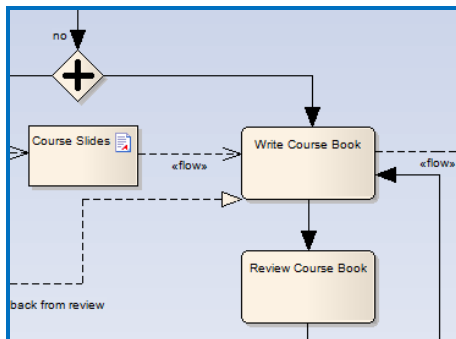 no
Course Slides
Write Course Book
«flow»
«flow»
Review Course Book
back from review